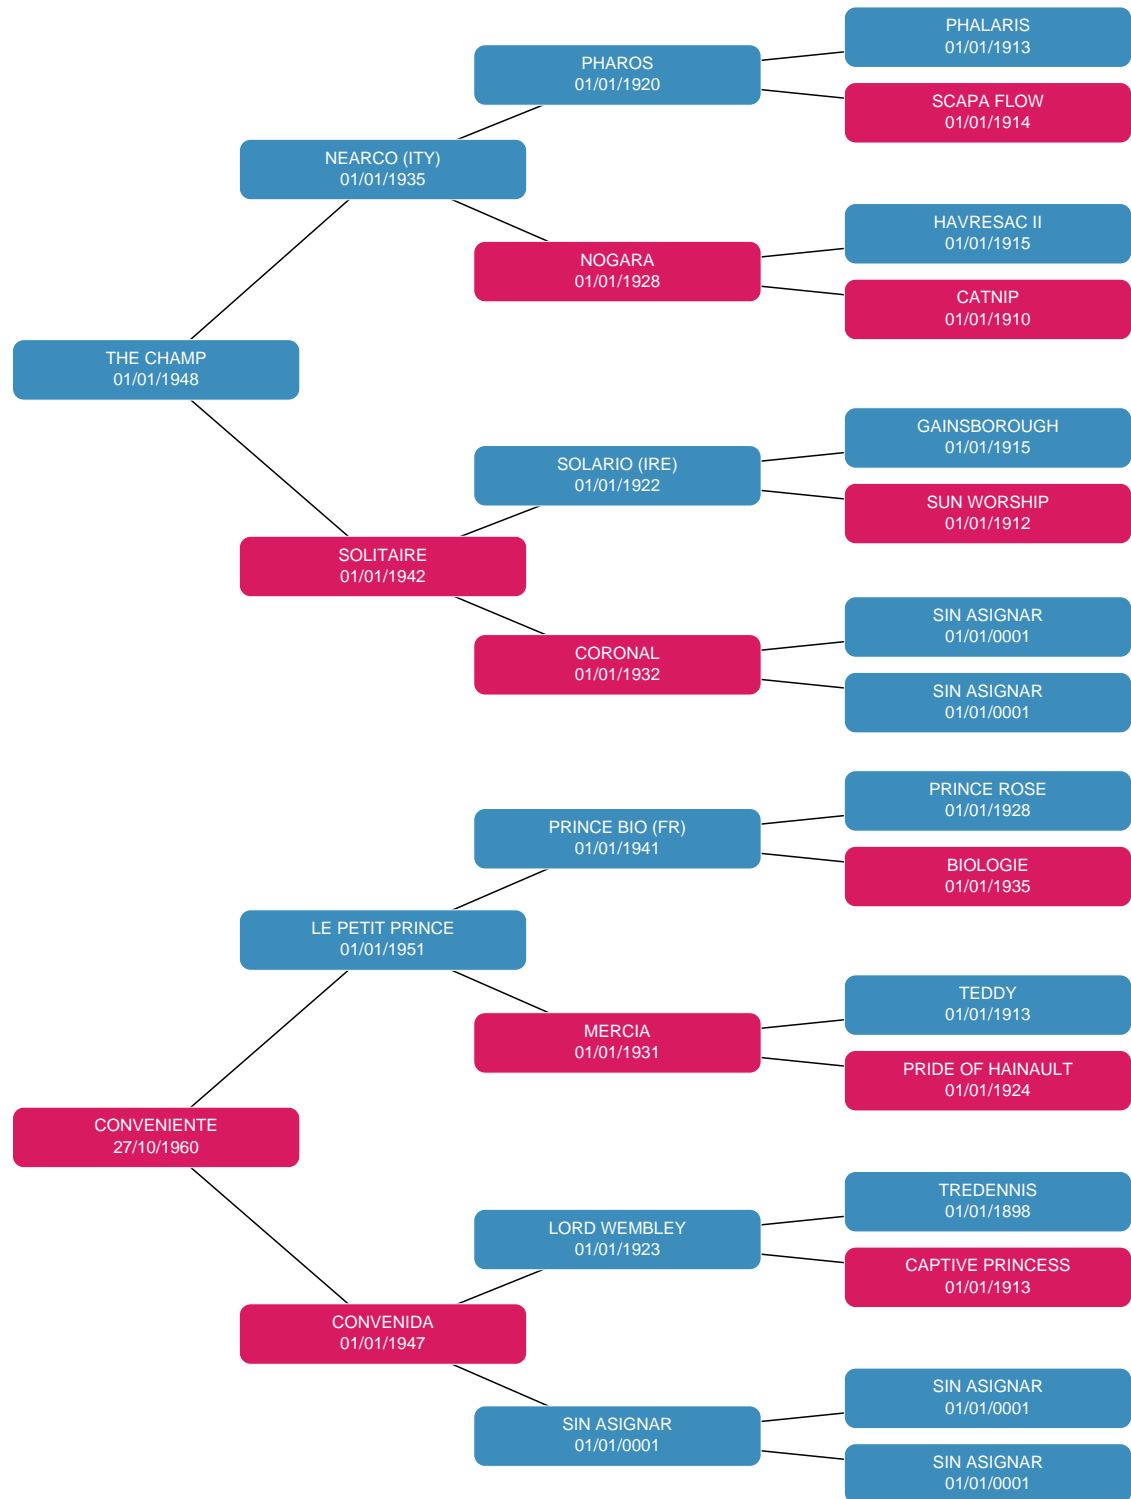 PHALARIS
01/01/1913
PHAROS
01/01/1920
SCAPA FLOW
01/01/1914
NEARCO (ITY)
01/01/1935
HAVRESAC II
01/01/1915
NOGARA
01/01/1928
CATNIP
01/01/1910
THE CHAMP
01/01/1948
GAINSBOROUGH
01/01/1915
SOLARIO (IRE)
01/01/1922
SUN WORSHIP
01/01/1912
SOLITAIRE
01/01/1942
SIN ASIGNAR
01/01/0001
CORONAL
01/01/1932
SIN ASIGNAR
01/01/0001
PRINCE ROSE
01/01/1928
PRINCE BIO (FR)
01/01/1941
BIOLOGIE
01/01/1935
LE PETIT PRINCE
01/01/1951
TEDDY
01/01/1913
MERCIA
01/01/1931
PRIDE OF HAINAULT
01/01/1924
CONVENIENTE
27/10/1960
TREDENNIS
01/01/1898
LORD WEMBLEY
01/01/1923
CAPTIVE PRINCESS
01/01/1913
CONVENIDA
01/01/1947
SIN ASIGNAR
01/01/0001
SIN ASIGNAR
01/01/0001
SIN ASIGNAR
01/01/0001